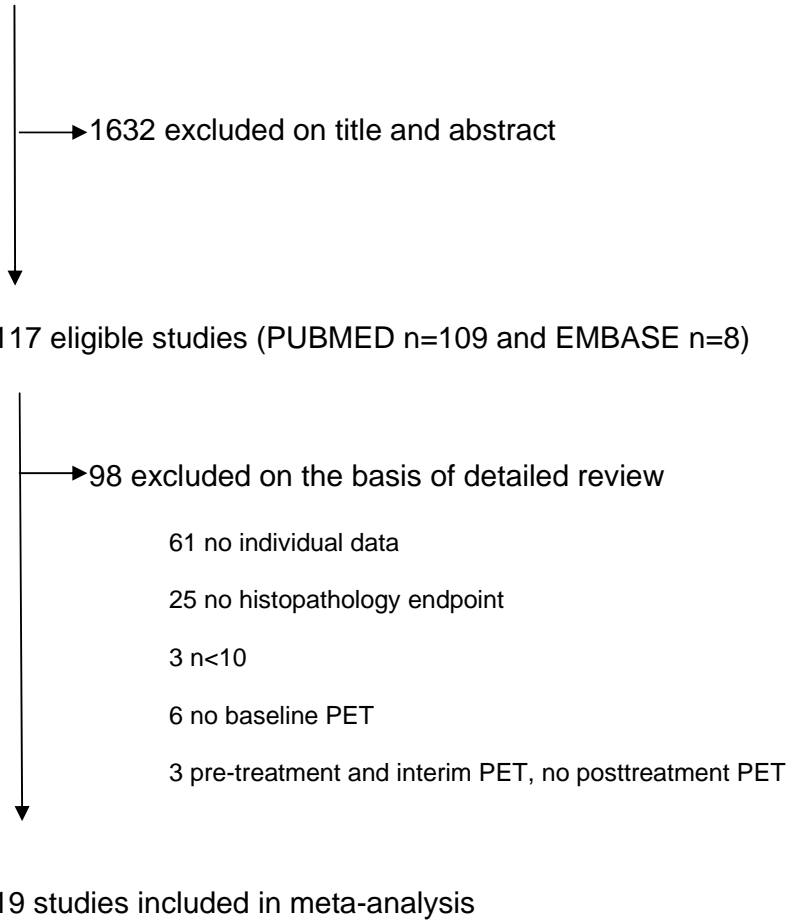 1632 excluded on title and abstract
117 eligible studies (PUBMED n=109 and EMBASE n=8)
98 excluded on the basis of detailed review
61 no individual data
25 no histopathology endpoint
3 n<10
6 no baseline PET
3 pre-treatment and interim PET, no posttreatment PET
19 studies included in meta-analysis